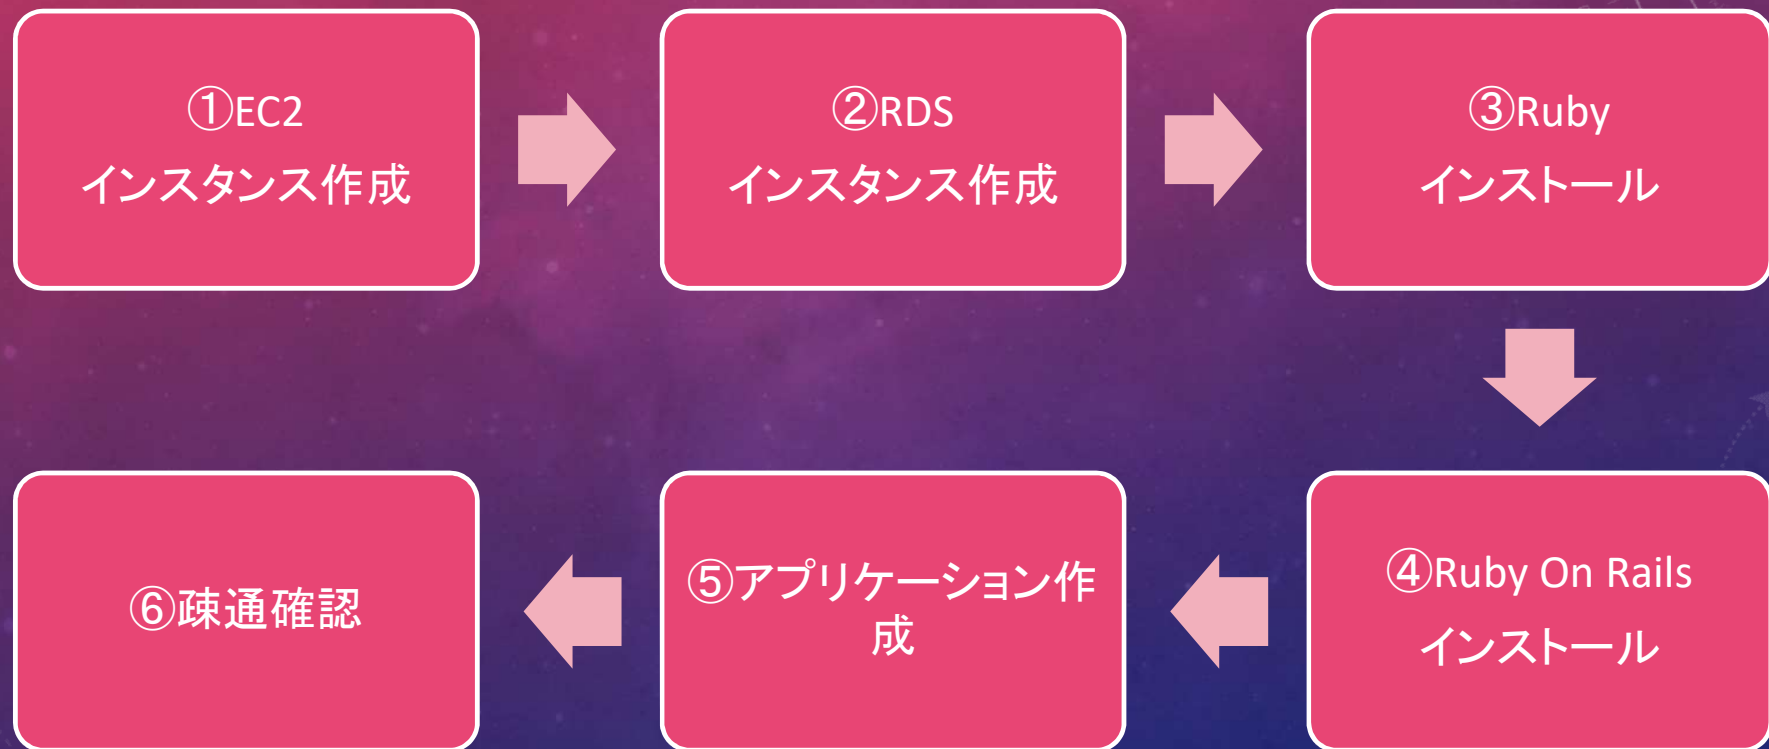 ①EC2
インスタンス作成
②RDS
インスタンス作成
③Ruby
インストール
④Ruby On Rails
インストール
⑤アプリケーション作
成
⑥疎通確認